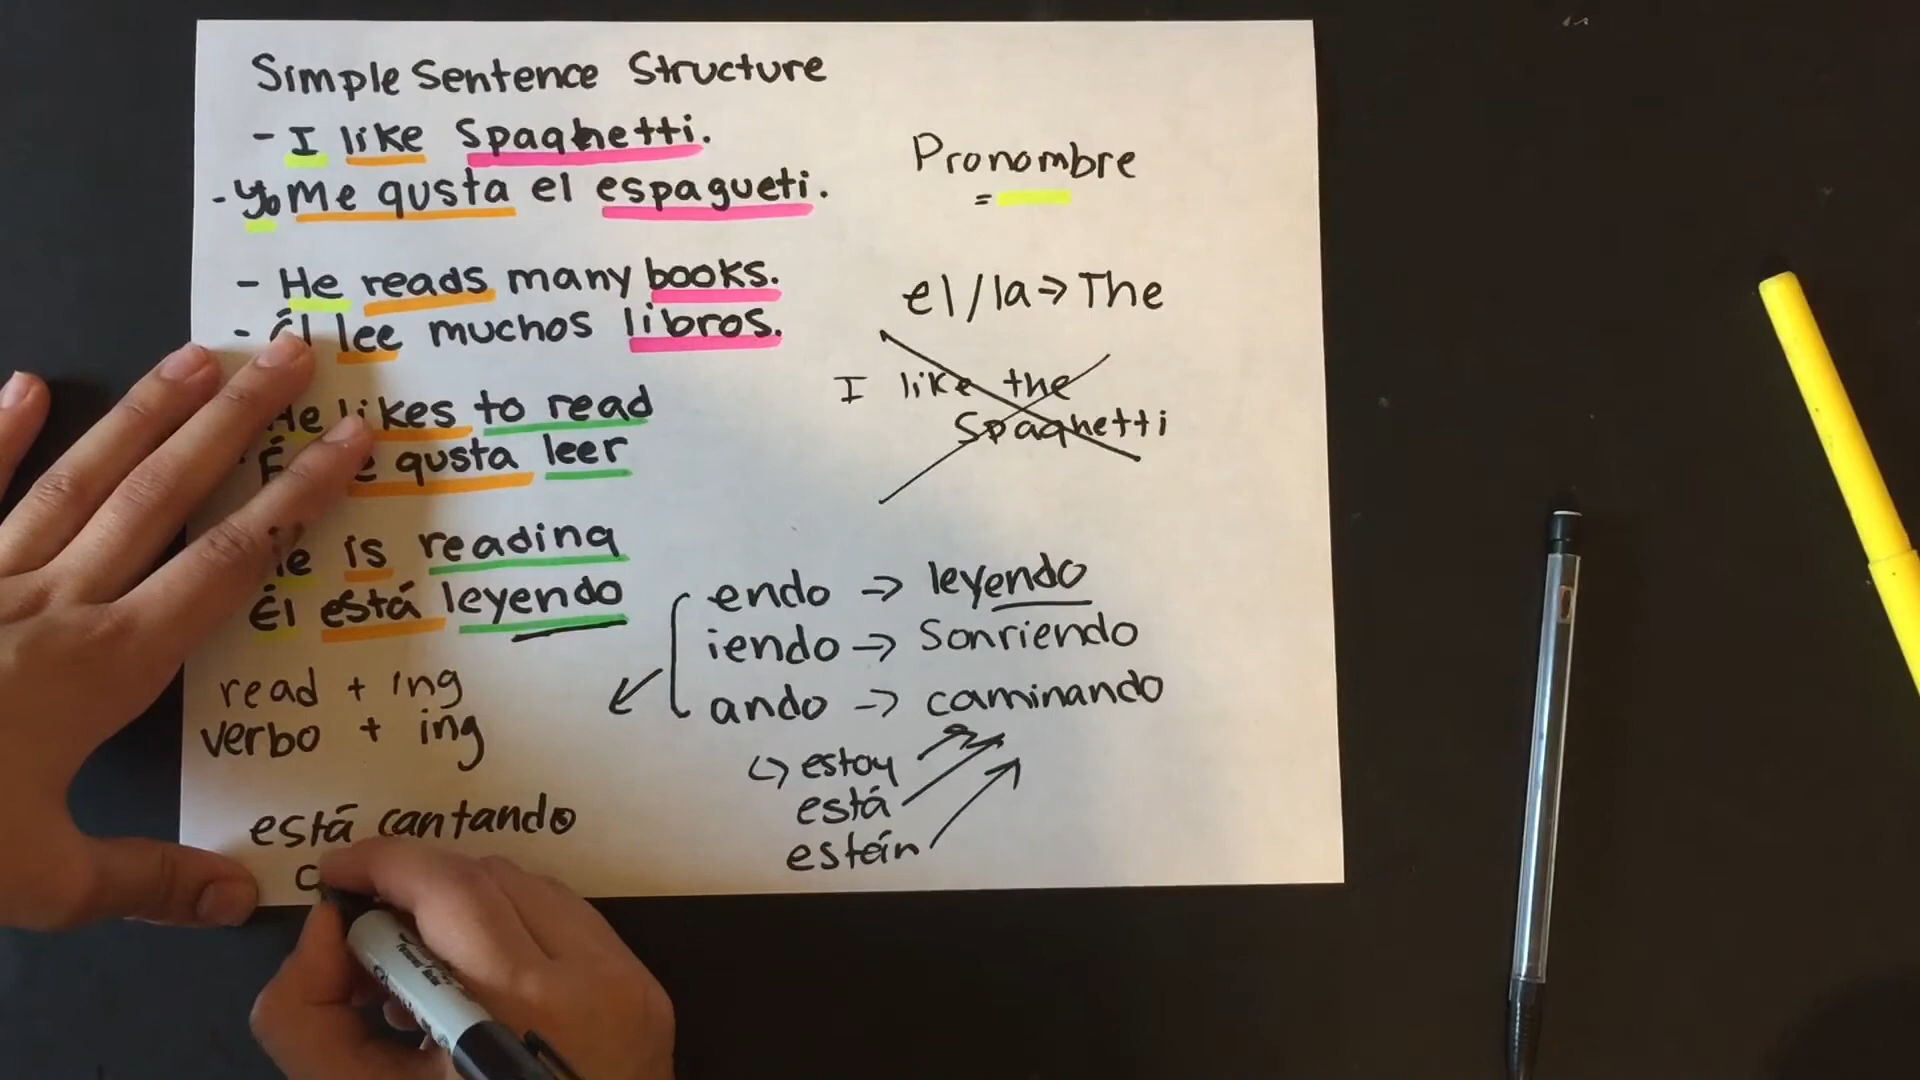 Simple Sentence Structure
- I like Spaghetti.
- Yo me gusta el espagueti.
- He reads many books.
- Él lee muchos libros.
He likes to read
gusta leer
is reading
Él está leyendo
read + ing
verbo + ing
está cantando
Pronombre
=
el/la → The
I like the
Spaghetti
endo → leyendo
iendo → Sonriendo
ando → caminando
↳ estoy
está
están